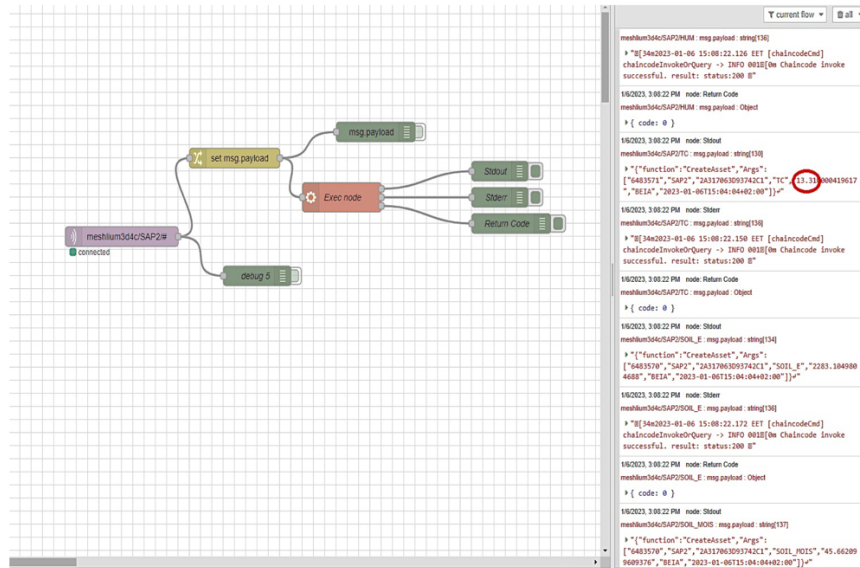 current flow
all
meshlium3d4c/SAP2/HUM : msg.payload : string[136]
"␛[34m2023-01-06 15:08:22.126 EET [chaincodeCmd]
chaincodeInvokeOrQuery -> INFO 001␛[0m Chaincode invoke
successful. result: status:200 ␛"
1/6/2023, 3:08:22 PM node: Return Code
meshlium3d4c/SAP2/HUM : msg.payload : Object
{ code: 0 }
1/6/2023, 3:08:22 PM node: Stdout
meshlium3d4c/SAP2/TC : msg.payload : string[130]
"{"function":"CreateAsset","Args":
["6483571","SAP2","2A317063D93742C1","TC","13.310000419617
","BEIA","2023-01-06T15:04:04+02:00"]}↵"
1/6/2023, 3:08:22 PM node: Stderr
meshlium3d4c/SAP2/TC : msg.payload : string[136]
"␛[34m2023-01-06 15:08:22.150 EET [chaincodeCmd]
chaincodeInvokeOrQuery -> INFO 001␛[0m Chaincode invoke
successful. result: status:200 ␛"
1/6/2023, 3:08:22 PM node: Return Code
meshlium3d4c/SAP2/TC : msg.payload : Object
{ code: 0 }
1/6/2023, 3:08:22 PM node: Stdout
meshlium3d4c/SAP2/SOIL_E : msg.payload : string[134]
"{"function":"CreateAsset","Args":
["6483570","SAP2","2A317063D93742C1","SOIL_E","2283.104980
4688","BEIA","2023-01-06T15:04:04+02:00"]}↵"
1/6/2023, 3:08:22 PM node: Stderr
meshlium3d4c/SAP2/SOIL_E : msg.payload : string[136]
"␛[34m2023-01-06 15:08:22.172 EET [chaincodeCmd]
chaincodeInvokeOrQuery -> INFO 001␛[0m Chaincode invoke
successful. result: status:200 ␛"
1/6/2023, 3:08:22 PM node: Return Code
meshlium3d4c/SAP2/SOIL_E : msg.payload : Object
{ code: 0 }
1/6/2023, 3:08:22 PM node: Stdout
meshlium3d4c/SAP2/SOIL_MOIS : msg.payload : string[137]
"{"function":"CreateAsset","Args":
["6483570","SAP2","2A317063D93742C1","SOIL_MOIS","45.66209
9609376","BEIA","2023-01-06T15:04:04+02:00"]}↵"
msg.payload
set msg.payload
Stdout
Exec node
Stderr
Return Code
meshlium3d4c/SAP2/#
connected
debug 5